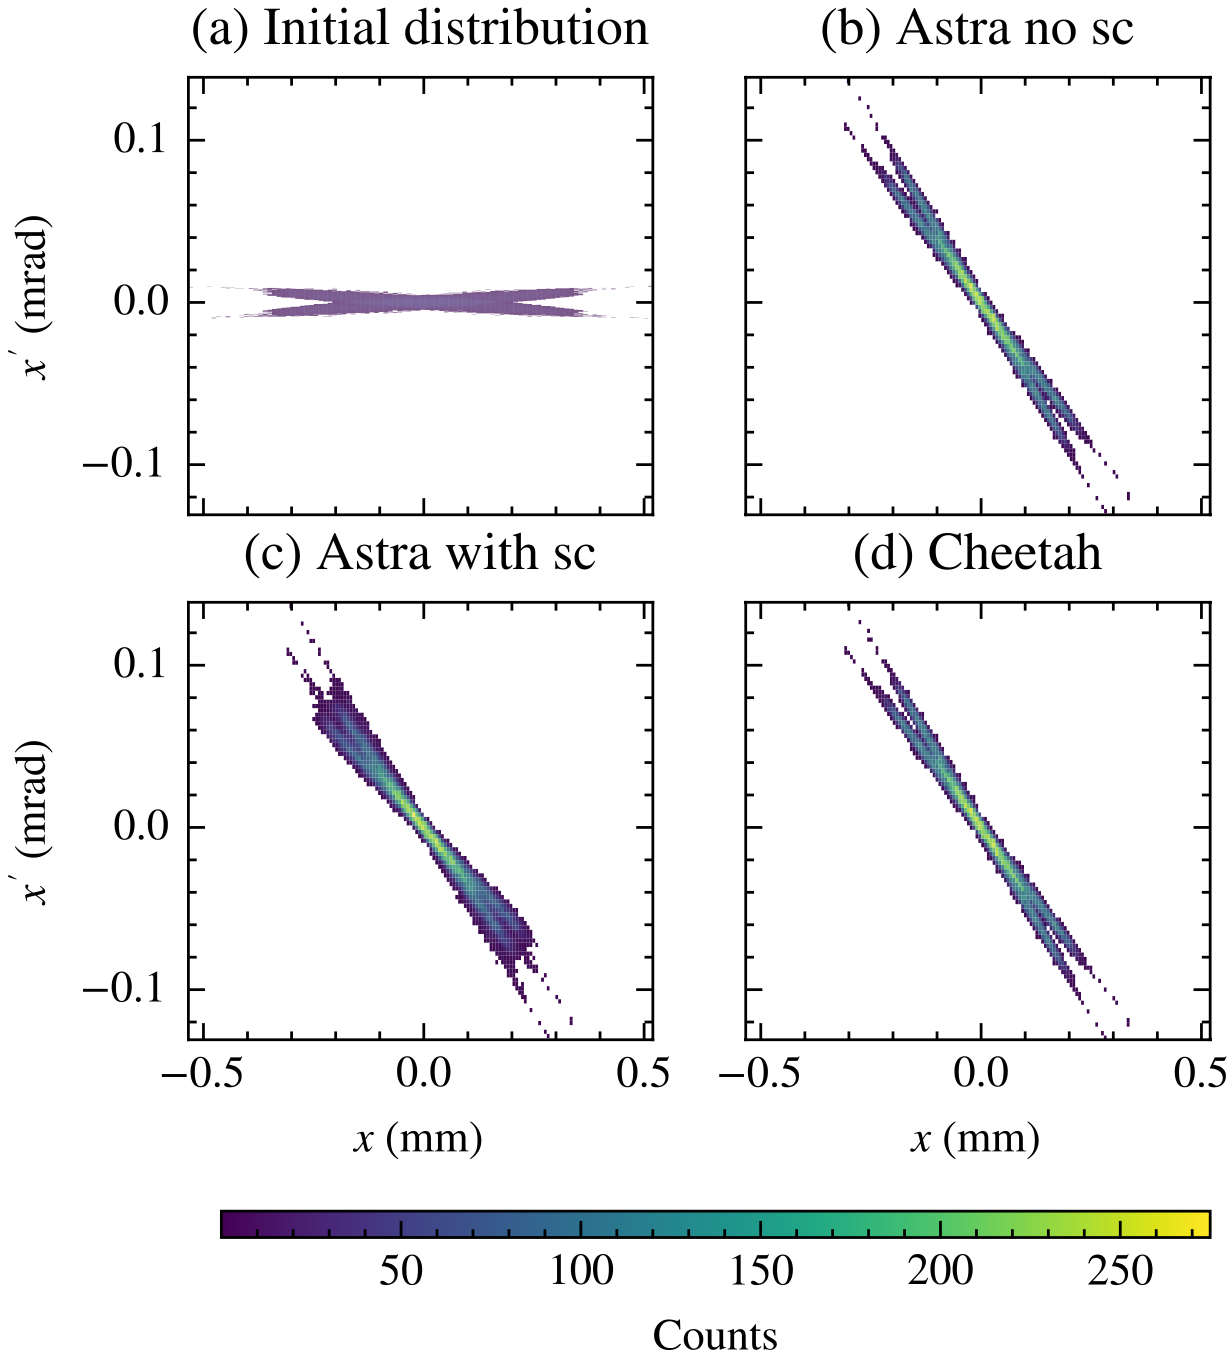 (a) Initial distribution
(b) Astra no sc
0.1
0.0
−0.1
x′ (mrad)
(c) Astra with sc
(d) Cheetah
0.1
0.0
−0.1
x′ (mrad)
−0.5 0.0 0.5
−0.5 0.0 0.5
x (mm)
x (mm)
50 100 150 200 250
Counts